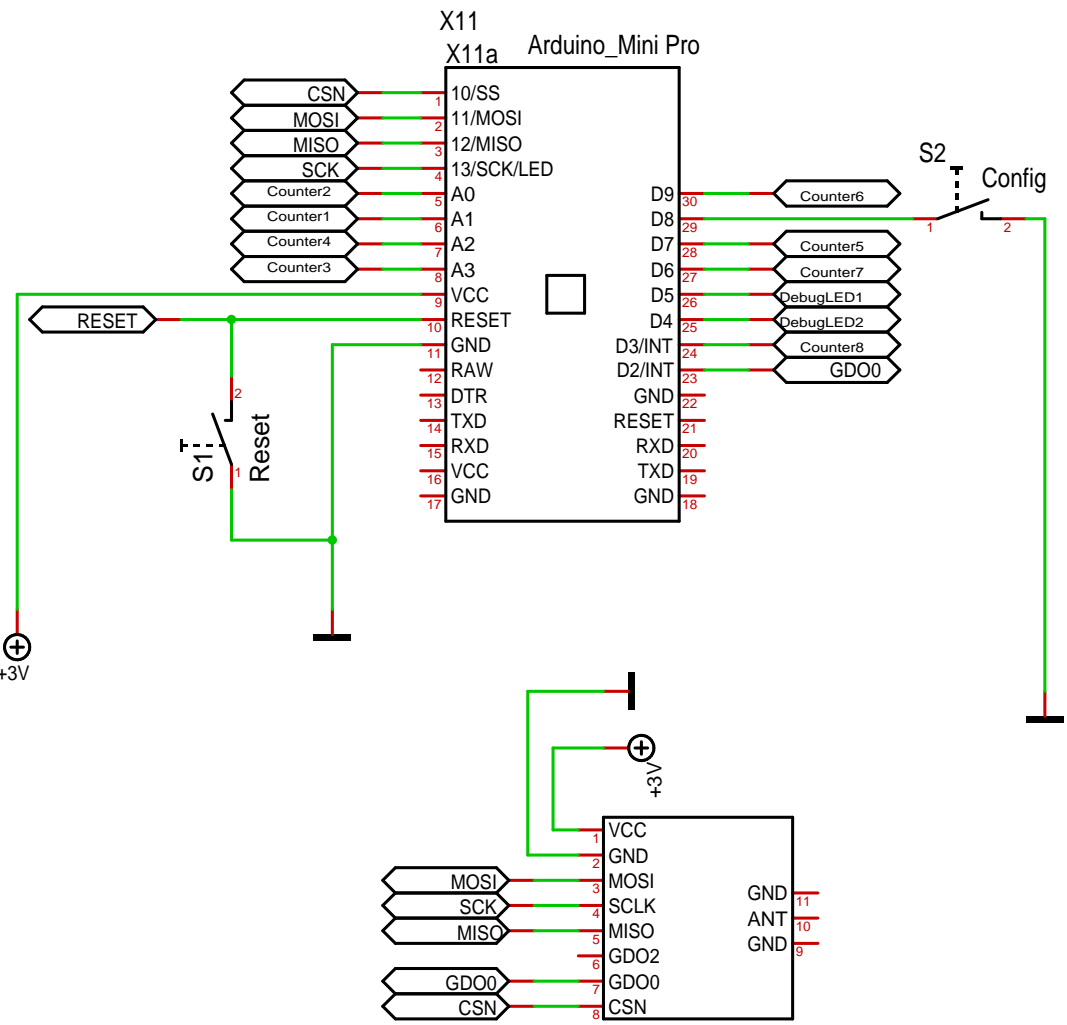 X11
X11a
Arduino_Mini Pro
CSN 1 10/SS
MOSI 2 11/MOSI
MISO 3 12/MISO
SCK 4 13/SCK/LED
Counter2 5 A0
Counter1 6 A1
Counter4 7 A2
Counter3 8 A3
9 VCC
RESET 10 RESET
11 GND
12 RAW
13 DTR
14 TXD
15 RXD
16 VCC
17 GND
D9 30 Counter6
D8 29
D7 28 Counter5
D6 27 Counter7
D5 26 DebugLED1
D4 25 DebugLED2
D3/INT 24 Counter8
D2/INT 23 GDO0
GND 22
RESET 21
RXD 20
TXD 19
GND 18
S2
Config
1 2
2
S1
Reset
1
+3V
+3V
1 VCC
2 GND
MOSI 3 MOSI
SCK 4 SCLK
MISO 5 MISO
6 GDO2
GDO0 7 GDO0
CSN 8 CSN
GND 11
ANT 10
GND 9